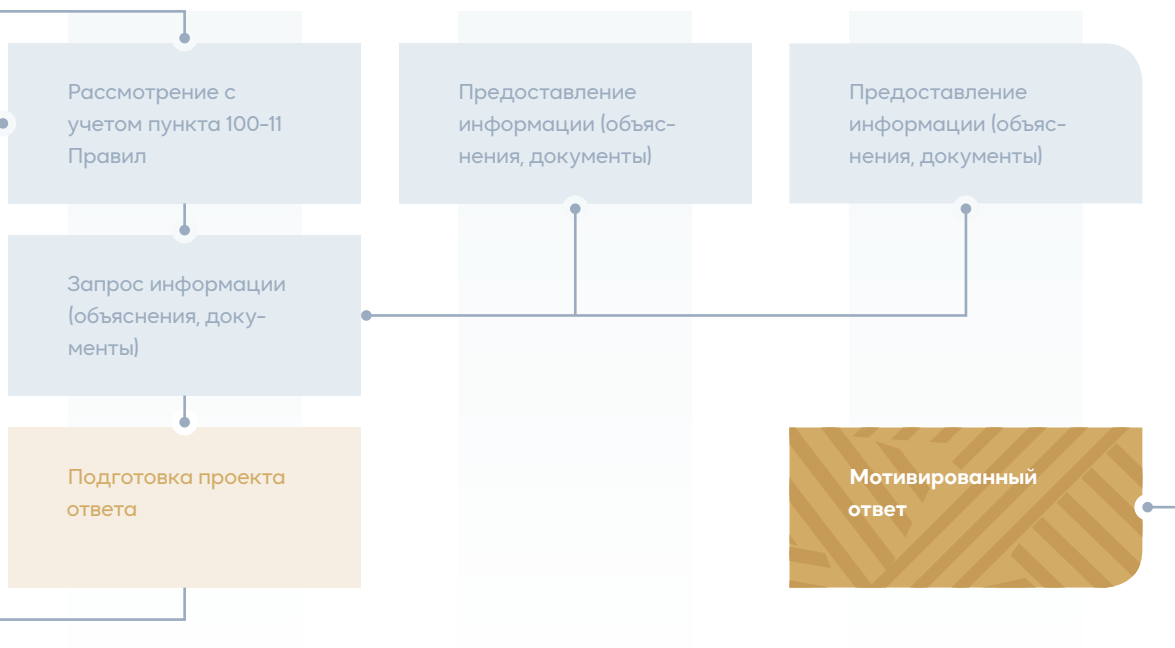 Рассмотрение с
учетом пункта 100-11
Правил
Предоставление
информации (объяс-
нения, документы)
Предоставление
информации (объяс-
нения, документы)
Запрос информации
(объяснения, доку-
менты)
Подготовка проекта
ответа
Мотивированный
ответ